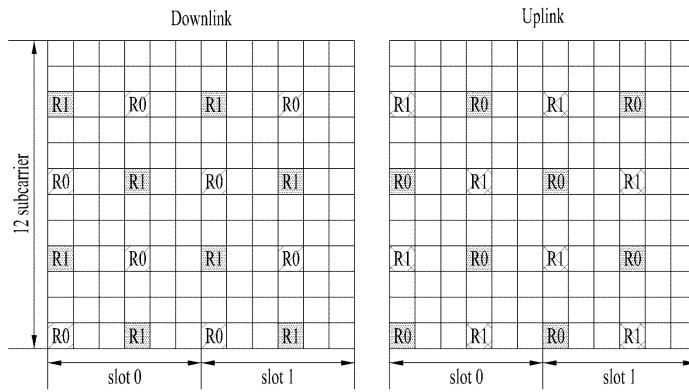 Downlink Uplink
R1 R0 R1 R0 R1 R0 R1 R0
R0 R1 R0 R1 R0 R1 R0 R1
R1 R0 R1 R0 R1 R0 R1 R0
R0 R1 R0 R1 R0 R1 R0 R1
12 subcarrier
slot 0 slot 1 slot 0 slot 1